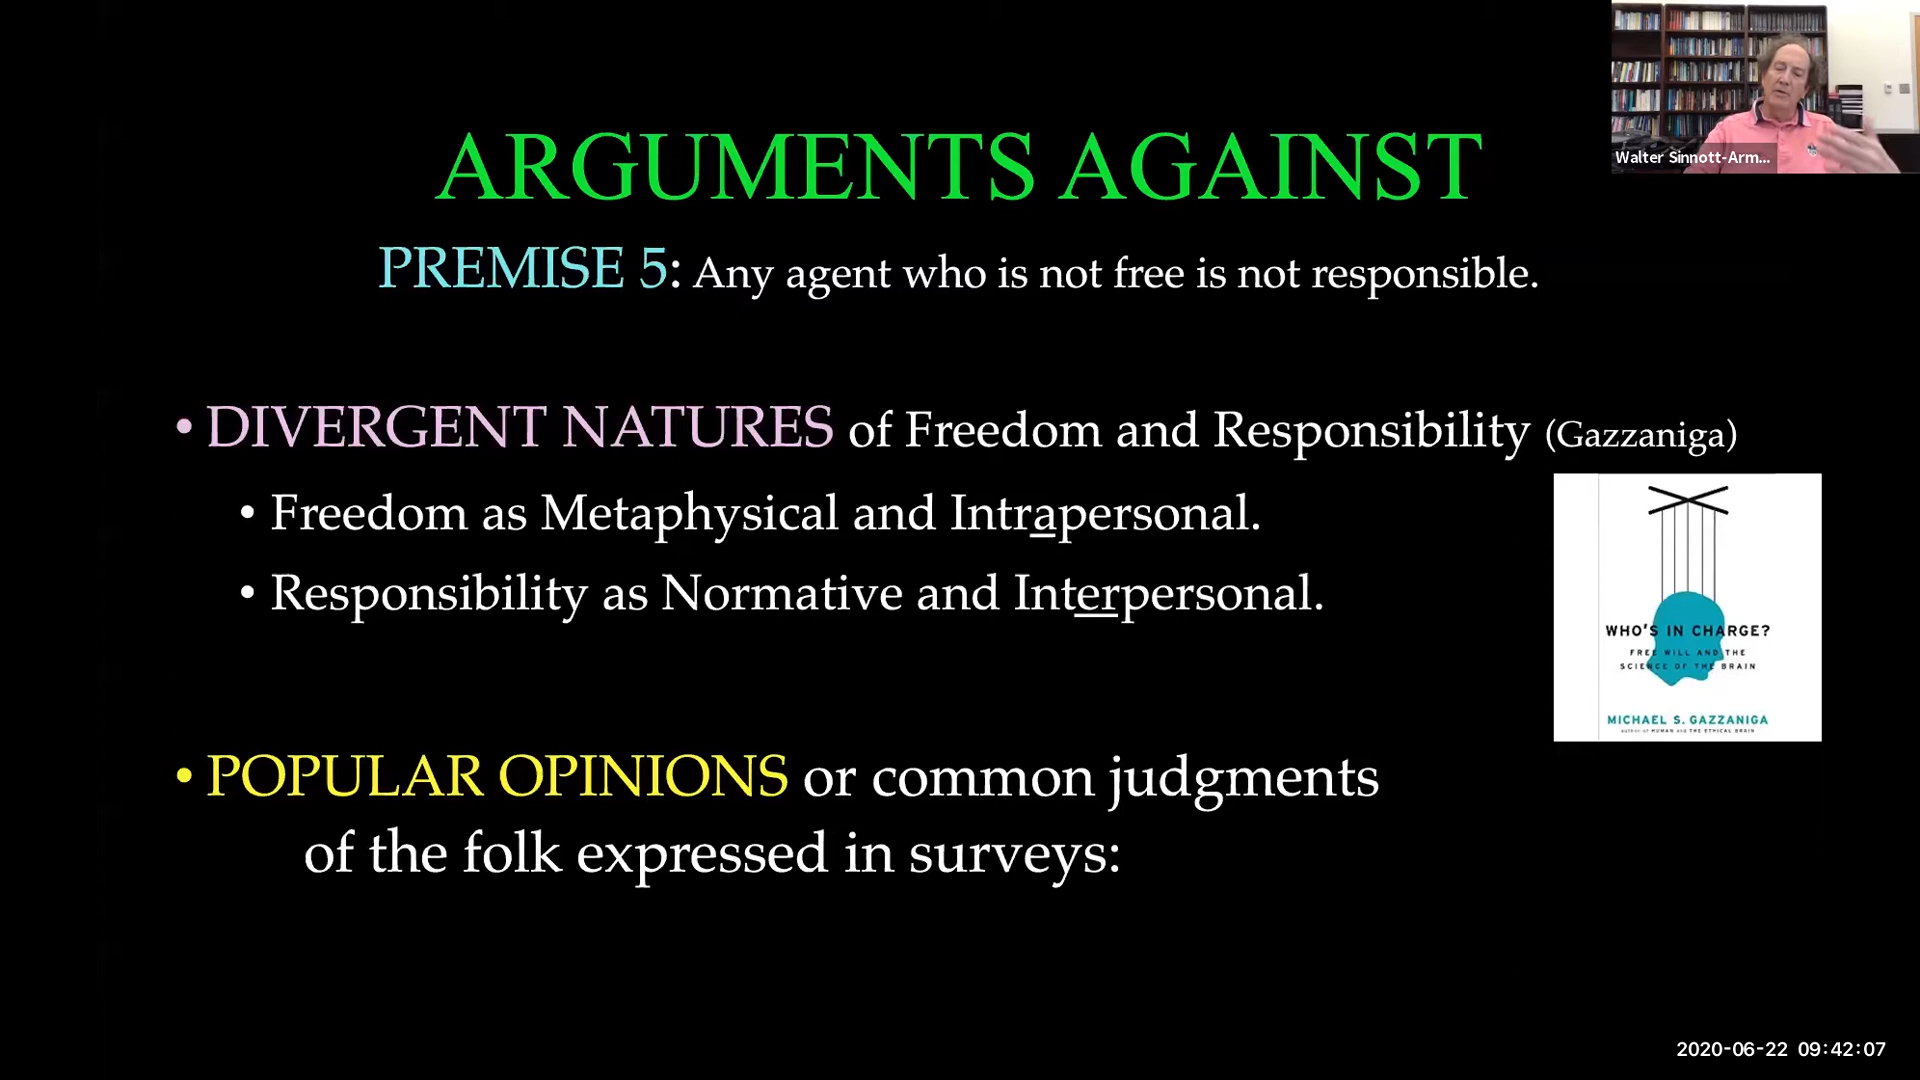 Walter Sinnott-Arm...
ARGUMENTS AGAINST
PREMISE 5: Any agent who is not free is not responsible.
• DIVERGENT NATURES of Freedom and Responsibility (Gazzaniga)
• Freedom as Metaphysical and Intrapersonal.
• Responsibility as Normative and Interpersonal.
WHO'S IN CHARGE?
FREE WILL AND THE
SCIENCE OF THE BRAIN
MICHAEL S. GAZZANIGA
AUTHOR OF HUMAN AND THE ETHICAL BRAIN
• POPULAR OPINIONS or common judgments
of the folk expressed in surveys:
2020-06-22 09:42:07